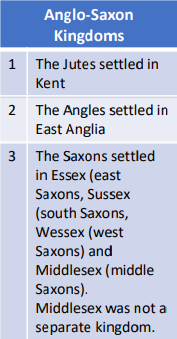 Anglo-Saxon
Kingdoms
1 The Jutes settled in
Kent
2 The Angles settled in
East Anglia
3 The Saxons settled
in Essex (east
Saxons, Sussex
(south Saxons,
Wessex (west
Saxons) and
Middlesex (middle
Saxons).
Middlesex was not a
separate kingdom.